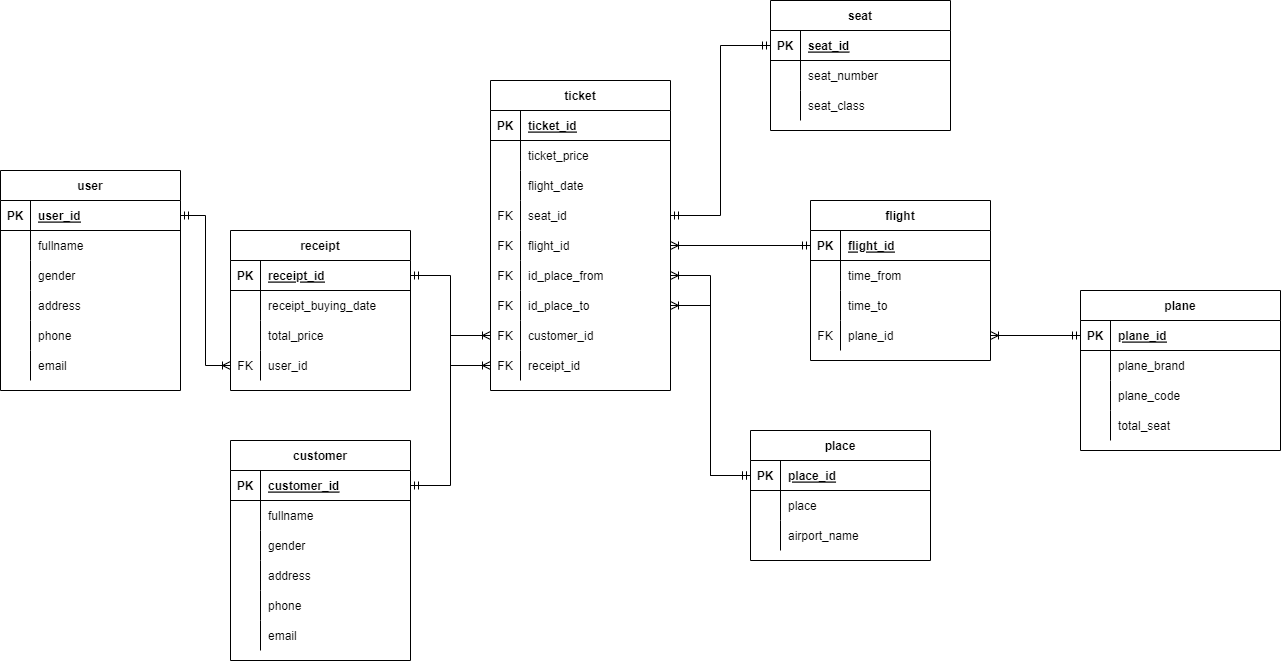 seat
PK seat_id
seat_number
seat_class
ticket
PK ticket_id
ticket_price
flight_date
FK seat_id
FK flight_id
FK id_place_from
FK id_place_to
FK customer_id
FK receipt_id
user
PK user_id
fullname
gender
address
phone
email
receipt
PK receipt_id
receipt_buying_date
total_price
FK user_id
flight
PK flight_id
time_from
time_to
FK plane_id
plane
PK plane_id
plane_brand
plane_code
total_seat
customer
PK customer_id
fullname
gender
address
phone
email
place
PK place_id
place
airport_name